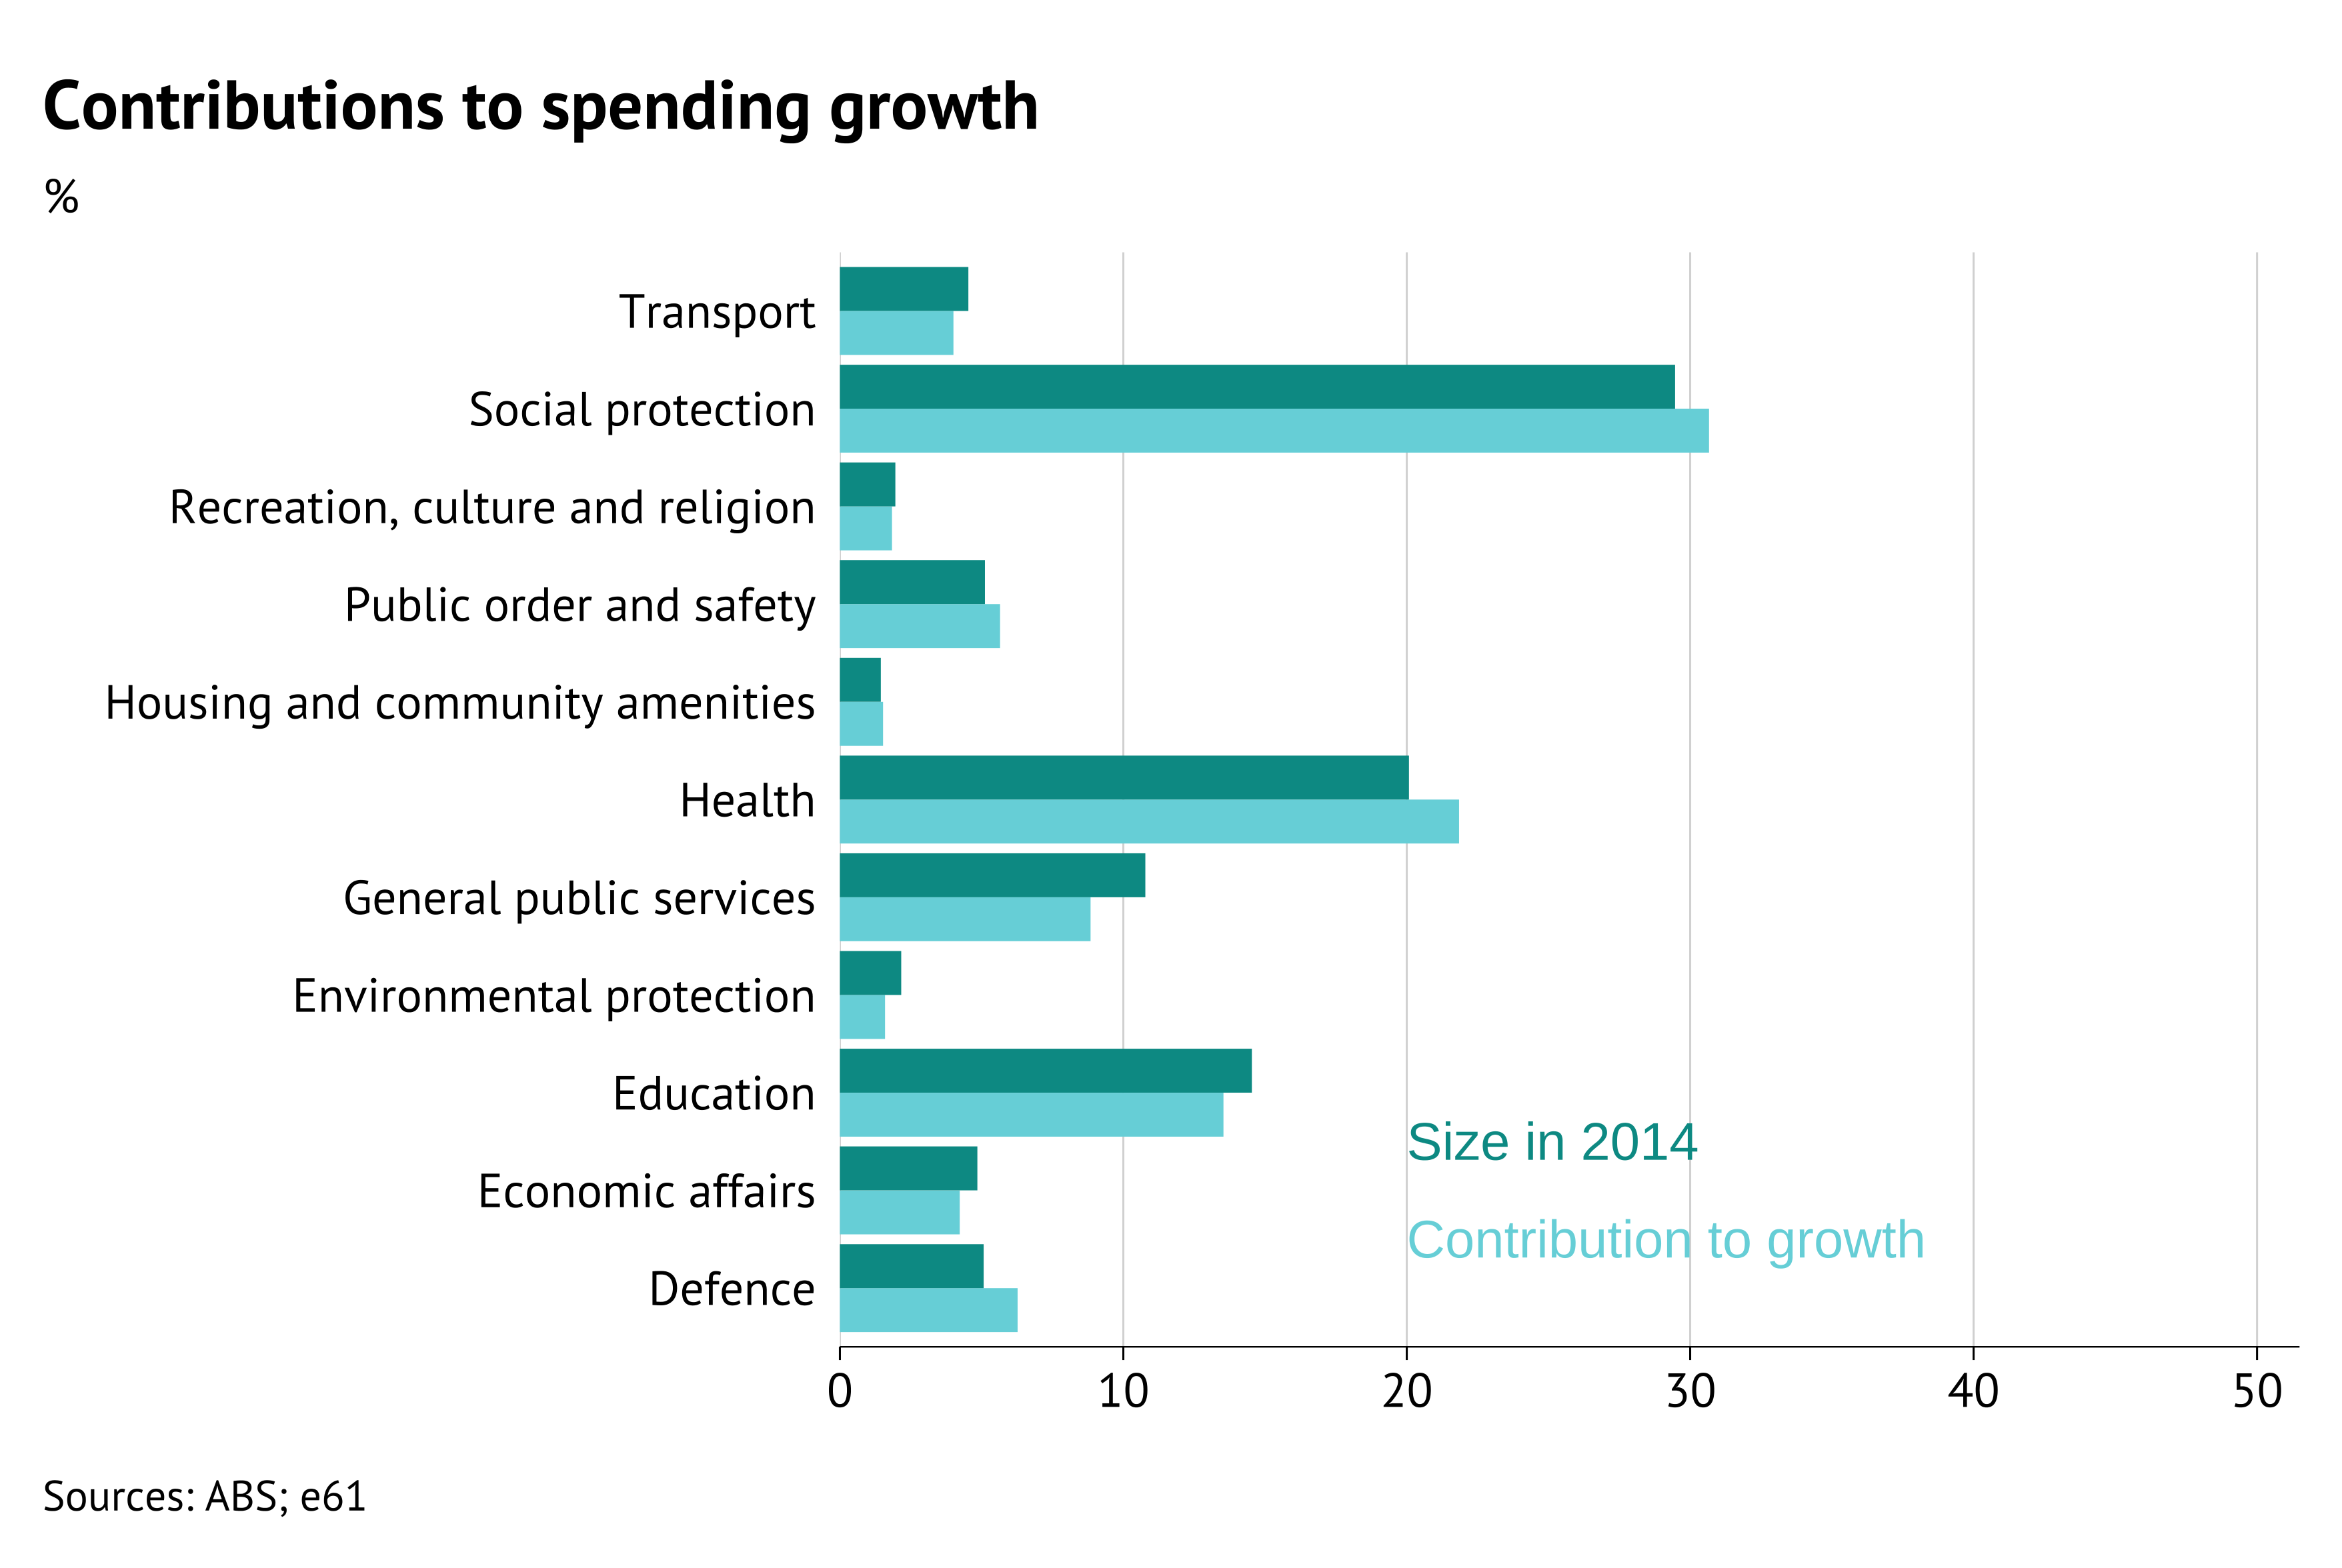 Contributions to spending growth
%
Transport
Social protection
Recreation, culture and religion
Public order and safety
Housing and community amenities
Health
General public services
Environmental protection
Education
Size in 2014
Economic affairs
Contribution to growth
Defence
0 10 20 30 40 50
Sources: ABS; e61